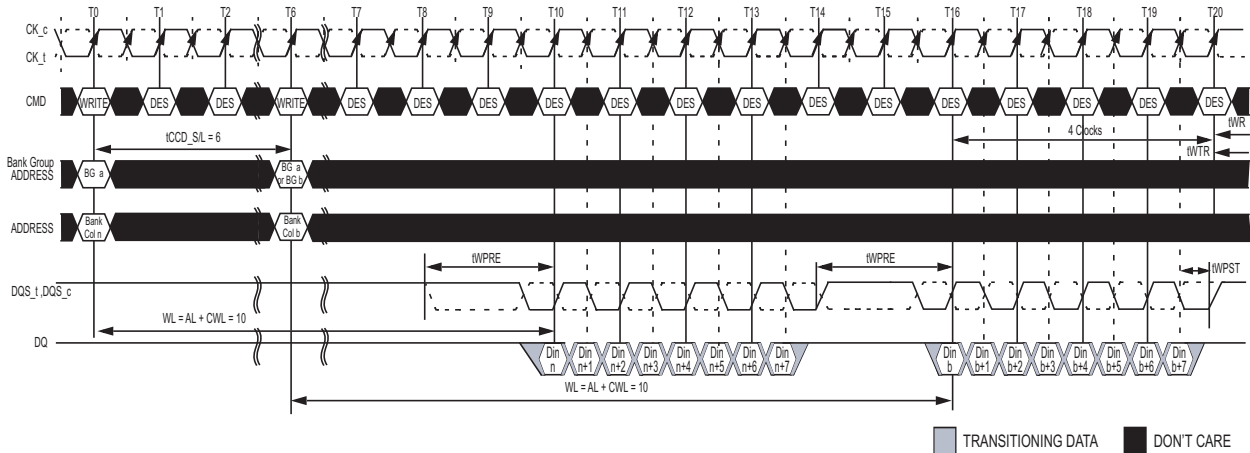 T0 T1 T2 T6 T7 T8 T9 T10 T11 T12 T13 T14 T15 T16 T17 T18 T19 T20
CK_c
CK_t
CMD WRITE DES DES WRITE DES DES DES DES DES DES DES DES DES DES DES DES DES DES
tCCD_S/L = 6
4 Clocks
tWR
tWTR
Bank Group
ADDRESS
BG a
BG a
or BG b
ADDRESS
Bank
Col n
Bank
Col b
tWPRE
tWPRE
tWPST
DQS_t ,DQS_c
WL = AL + CWL = 10
DQ
Din Din Din Din Din Din Din Din Din Din Din Din Din Din Din Din
n n+1 n+2 n+3 n+4 n+5 n+6 n+7 b b+1 b+2 b+3 b+4 b+5 b+6 b+7
WL = AL + CWL = 10
TRANSITIONING DATA
DON'T CARE